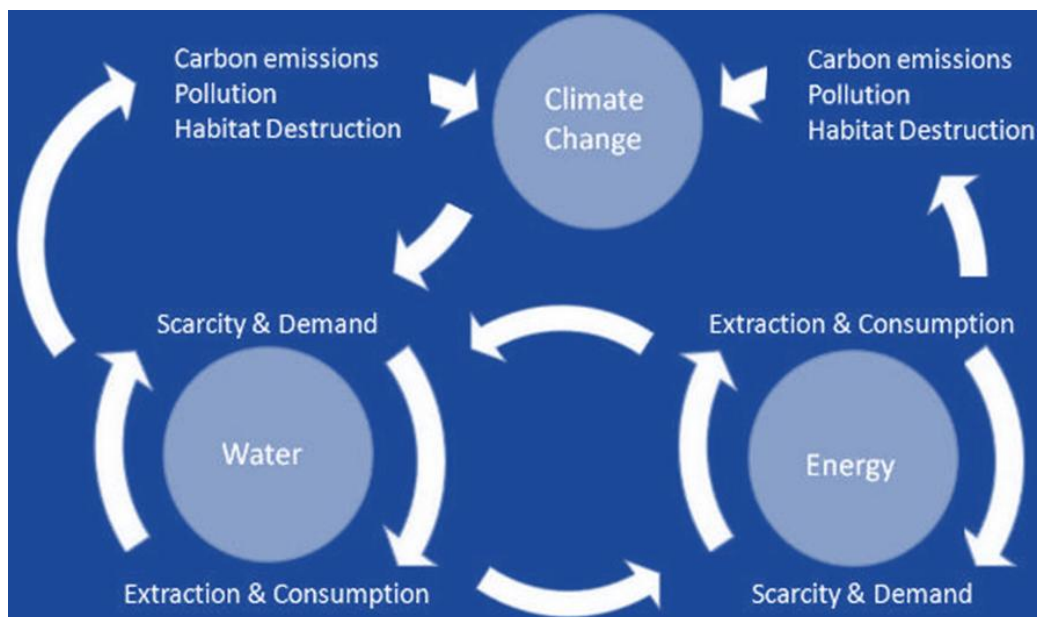 Carbon emissions
Pollution
Habitat Destruction
Climate
Change
Carbon emissions
Pollution
Habitat Destruction
Scarcity & Demand
Extraction & Consumption
Water
Energy
Extraction & Consumption
Scarcity & Demand